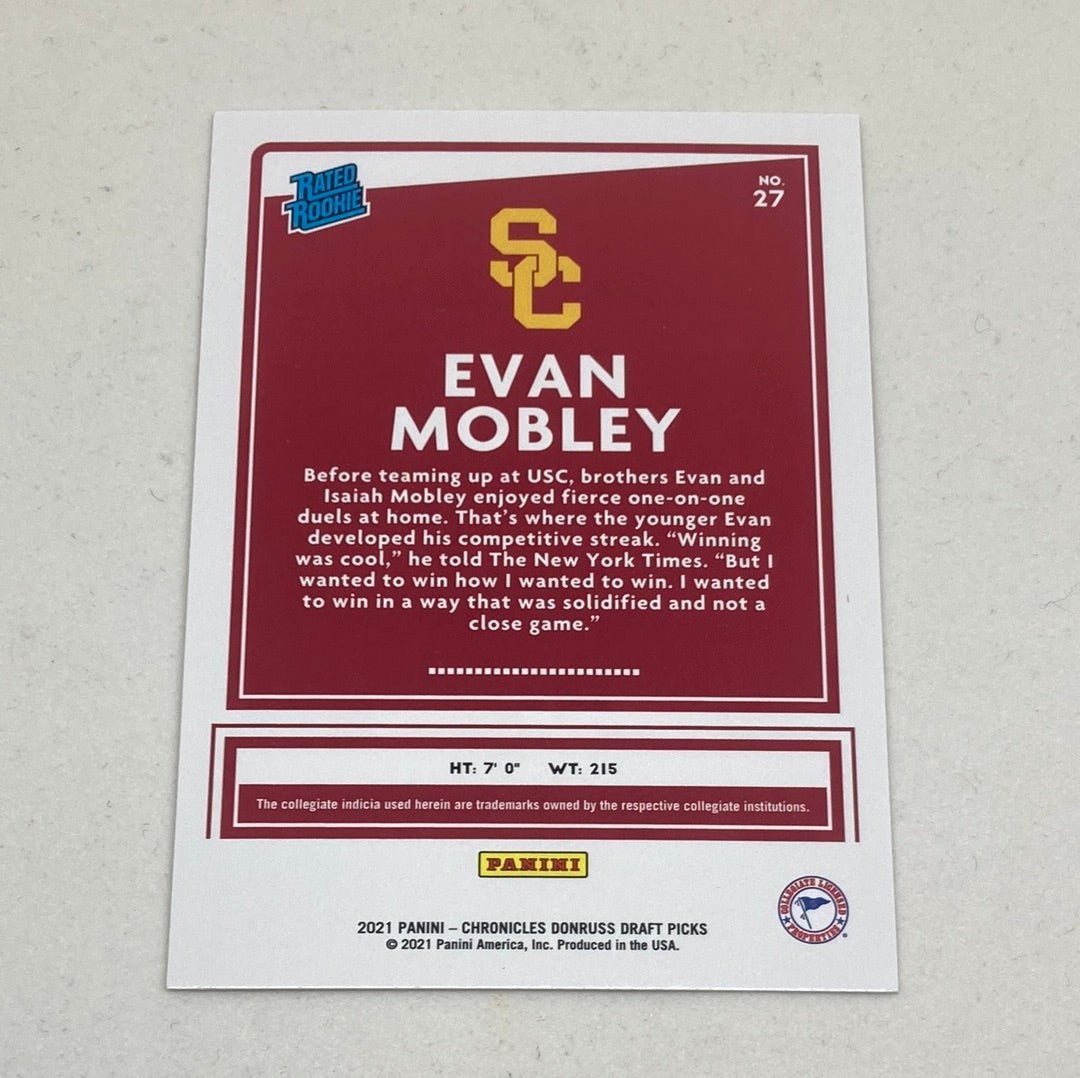 RATED
ROOKIE
NO.
27
SC
EVAN
MOBLEY
Before teaming up at USC, brothers Evan and
Isaiah Mobley enjoyed fierce one-on-one
duels at home. That's where the younger Evan
developed his competitive streak. “Winning
was cool,” he told The New York Times. “But I
wanted to win how I wanted to win. I wanted
to win in a way that was solidified and not a
close game.”
HT: 7' 0" WT: 215
The collegiate indicia used herein are trademarks owned by the respective collegiate institutions.
PANINI
COLLEGIATE LICENSED
PROPERTIES
2021 PANINI – CHRONICLES DONRUSS DRAFT PICKS
© 2021 Panini America, Inc. Produced in the USA.